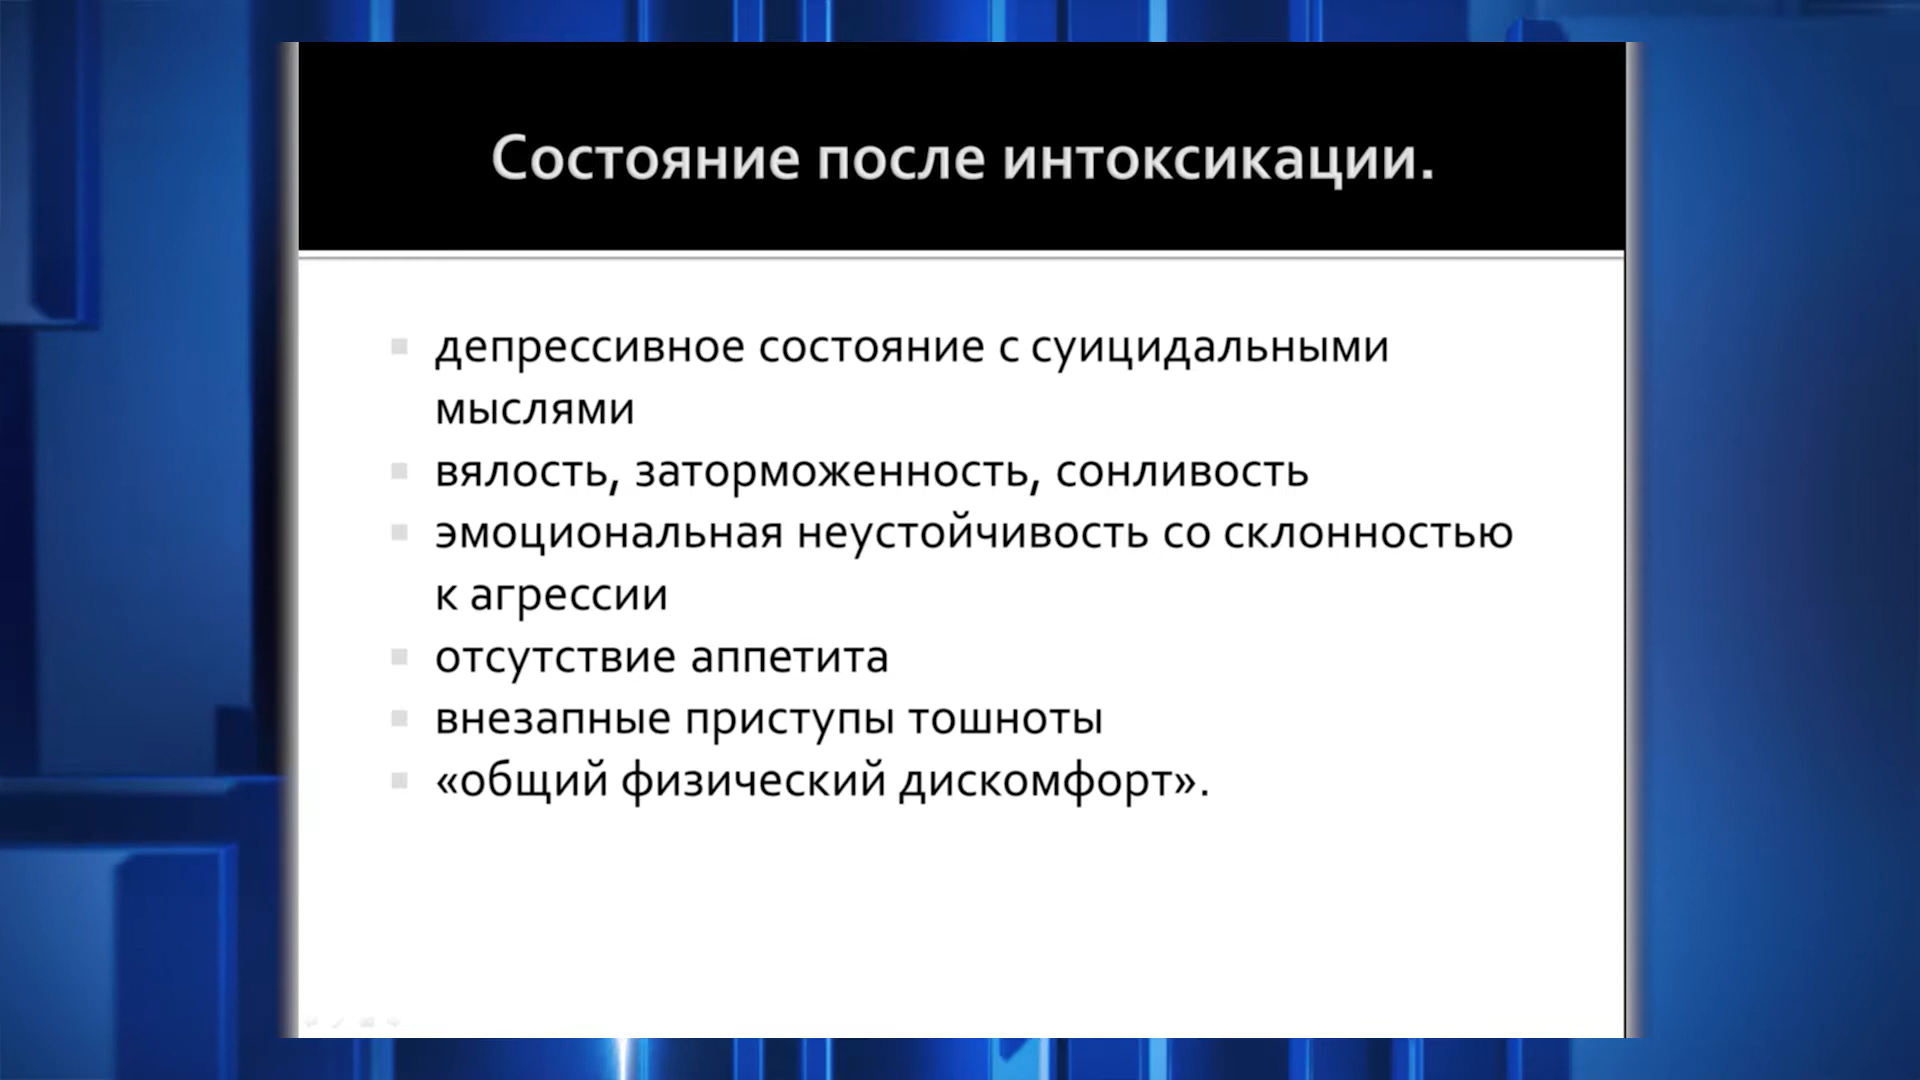 Состояние после интоксикации.
депрессивное состояние с суицидальными
мыслями
вялость, заторможенность, сонливость
эмоциональная неустойчивость со склонностью
к агрессии
отсутствие аппетита
внезапные приступы тошноты
«общий физический дискомфорт».